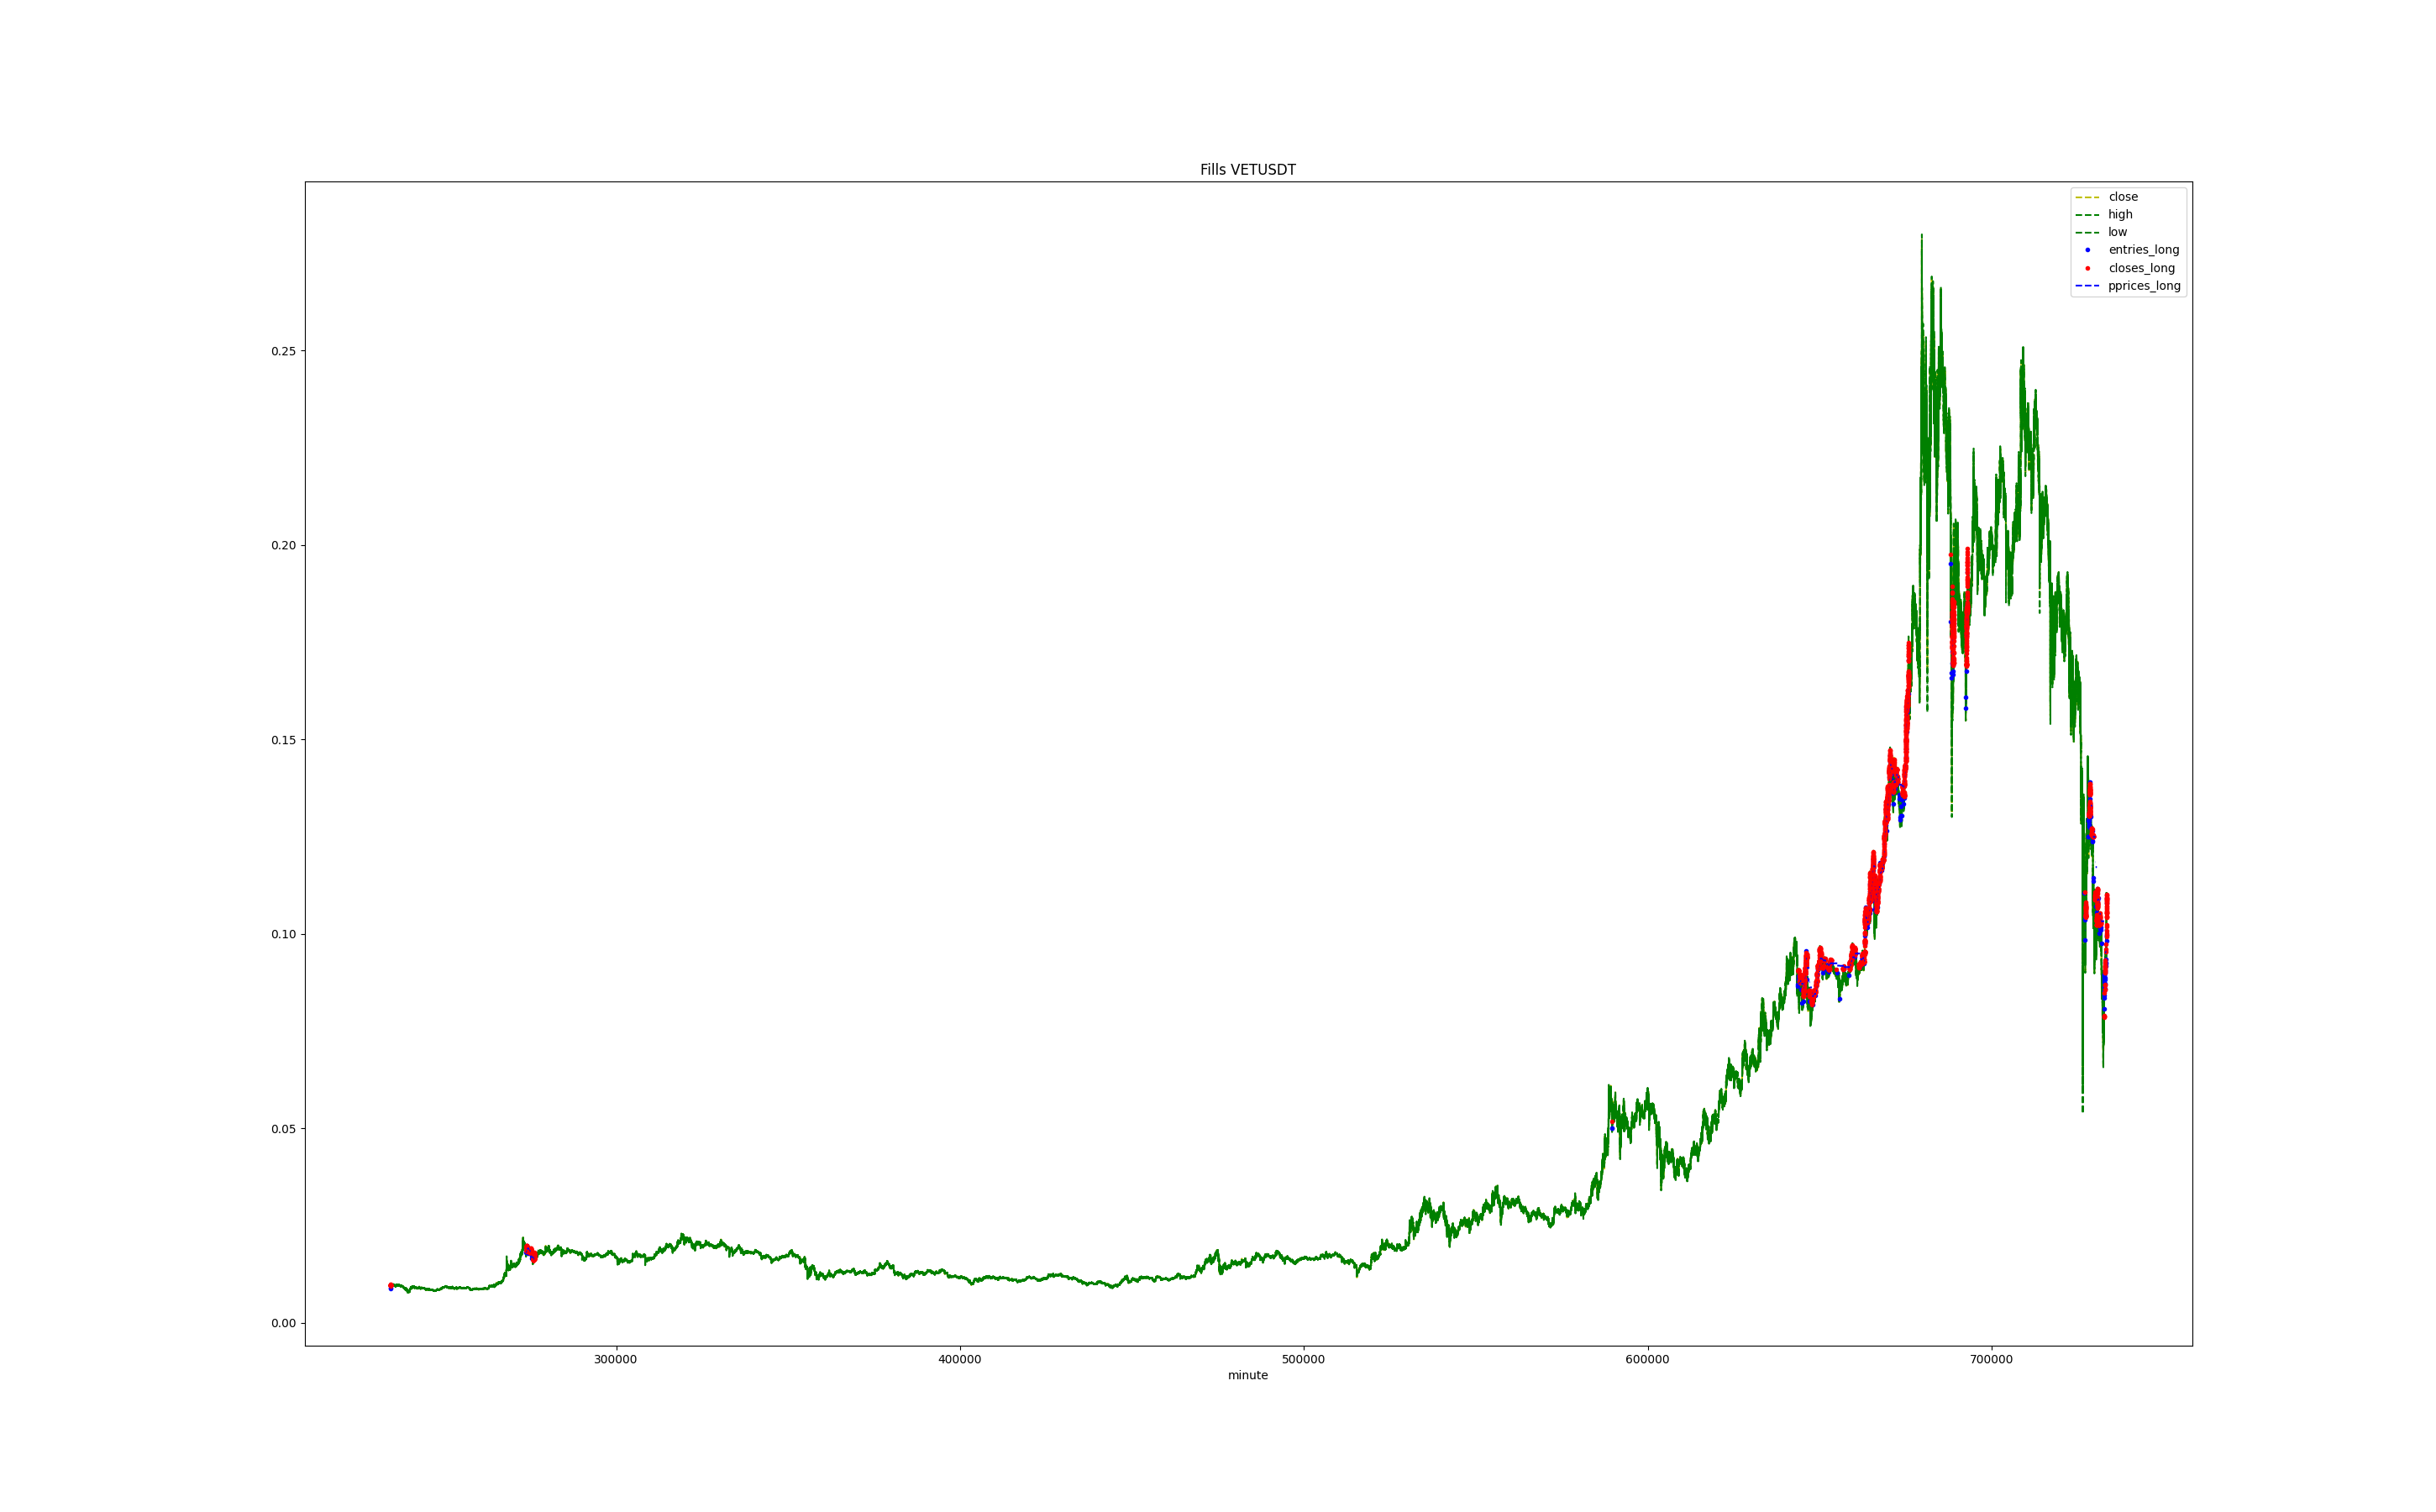 Fills VETUSDT
close
high
low
entries_long
closes_long
pprices_long
0.25
0.20
0.15
0.10
0.05
0.00
300000 400000 500000 600000 700000
minute